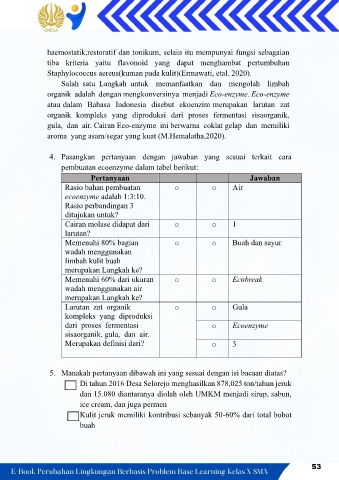 UNESA
haemostatik,restoratif dan tonikum, selain itu mempunyai fungsi sebagaian
tiba kriteria yaitu flavonoid yang dapat menghambat pertumbuhan
Staphylococcus aereus(kuman pada kulit)(Ermawati, etal. 2020).
Salah satu Langkah untuk memanfaatkan dan mengolah limbah
organik adalah dengan mengkonversinya menjadi Eco-enzyme. Eco-enzyme
atau dalam Bahasa Indonesia disebut ekoenzim merupakan larutan zat
organik kompleks yang diproduksi dari proses fermentasi sisaorganik,
gula, dan air. Cairan Eco-enzyme ini berwarna coklat gelap dan memiliki
aroma yang asam/segar yang kuat (M.Hemalatha,2020).
4. Pasangkan pertanyaan dengan jawaban yang sesuai terkait cara
pembuatan ecoenzyme dalam tabel berikut:
Pertanyaan Jawaban
Rasio bahan pembuatan o o Air
ecoenzyme adalah 1:3:10.
Rasio perbandingan 3
ditujukan untuk?
Cairan molase didapat dari o o 1
larutan?
Memenuhi 80% bagian o o Buah dan sayur
wadah menggunakan
limbah kulit buah
merupakan Langkah ke?
Memenuhi 60% dari ukuran o o Ecobreak
wadah menggunakan air
merupakan Langkah ke?
Larutan zat organik o o Gula
kompleks yang diproduksi
dari proses fermentasi o Ecoenzyme
sisaorganik, gula, dan air.
Merupakan definisi dari? o 3
5. Manakah pertanyaan dibawah ini yang sesuai dengan isi bacaan diatas?
Di tahun 2016 Desa Selorejo menghasilkan 878,025 ton/tahun jeruk
dan 15.080 diantaranya diolah oleh UMKM menjadi sirup, sabun,
ice cream, dan juga permen
Kulit jeruk memiliki kontribusi sebanyak 50-60% dari total bobot
buah
53
E-Book Perubahan Lingkungan Berbasis Problem Base Learning Kelas X SMA